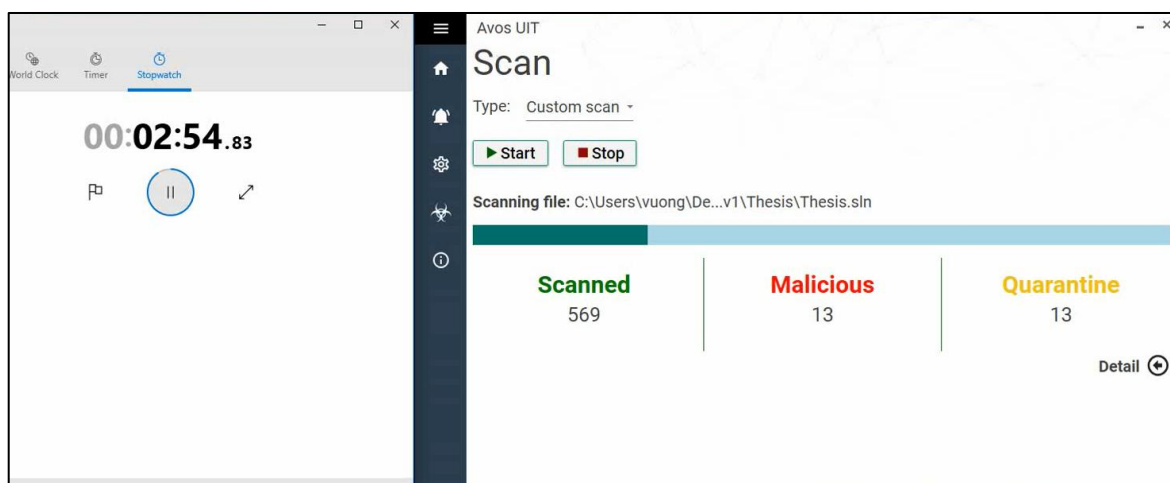 World Clock
Timer
Stopwatch
00:02:54.83
Avos UIT
Scan
Type: Custom scan
Start
Stop
Scanning file: C:\Users\vuong\De...v1\Thesis\Thesis.sln
Scanned
Malicious
Quarantine
569
13
13
Detail